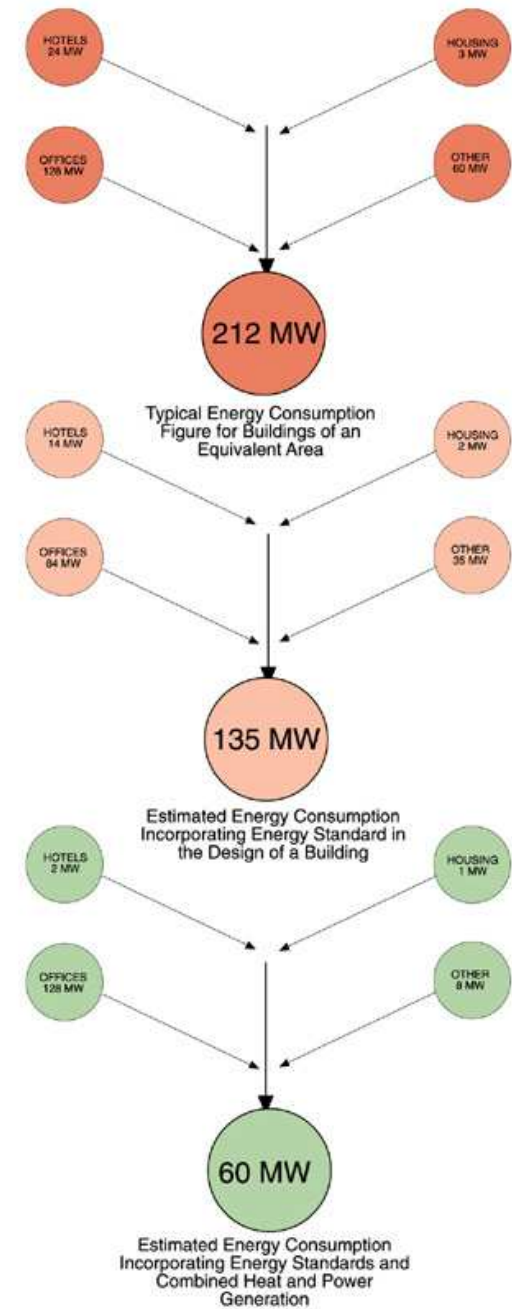 HOTELS
24 MW
HOUSING
3 MW
OFFICES
128 MW
OTHER
60 MW
212 MW
Typical Energy Consumption
Figure for Buildings of an
Equivalent Area
HOTELS
14 MW
HOUSING
2 MW
OFFICES
84 MW
OTHER
35 MW
135 MW
Estimated Energy Consumption
Incorporating Energy Standard in
the Design of a Building
HOTELS
2 MW
HOUSING
1 MW
OFFICES
128 MW
OTHER
8 MW
60 MW
Estimated Energy Consumption
Incorporating Energy Standards and
Combined Heat and Power
Generation